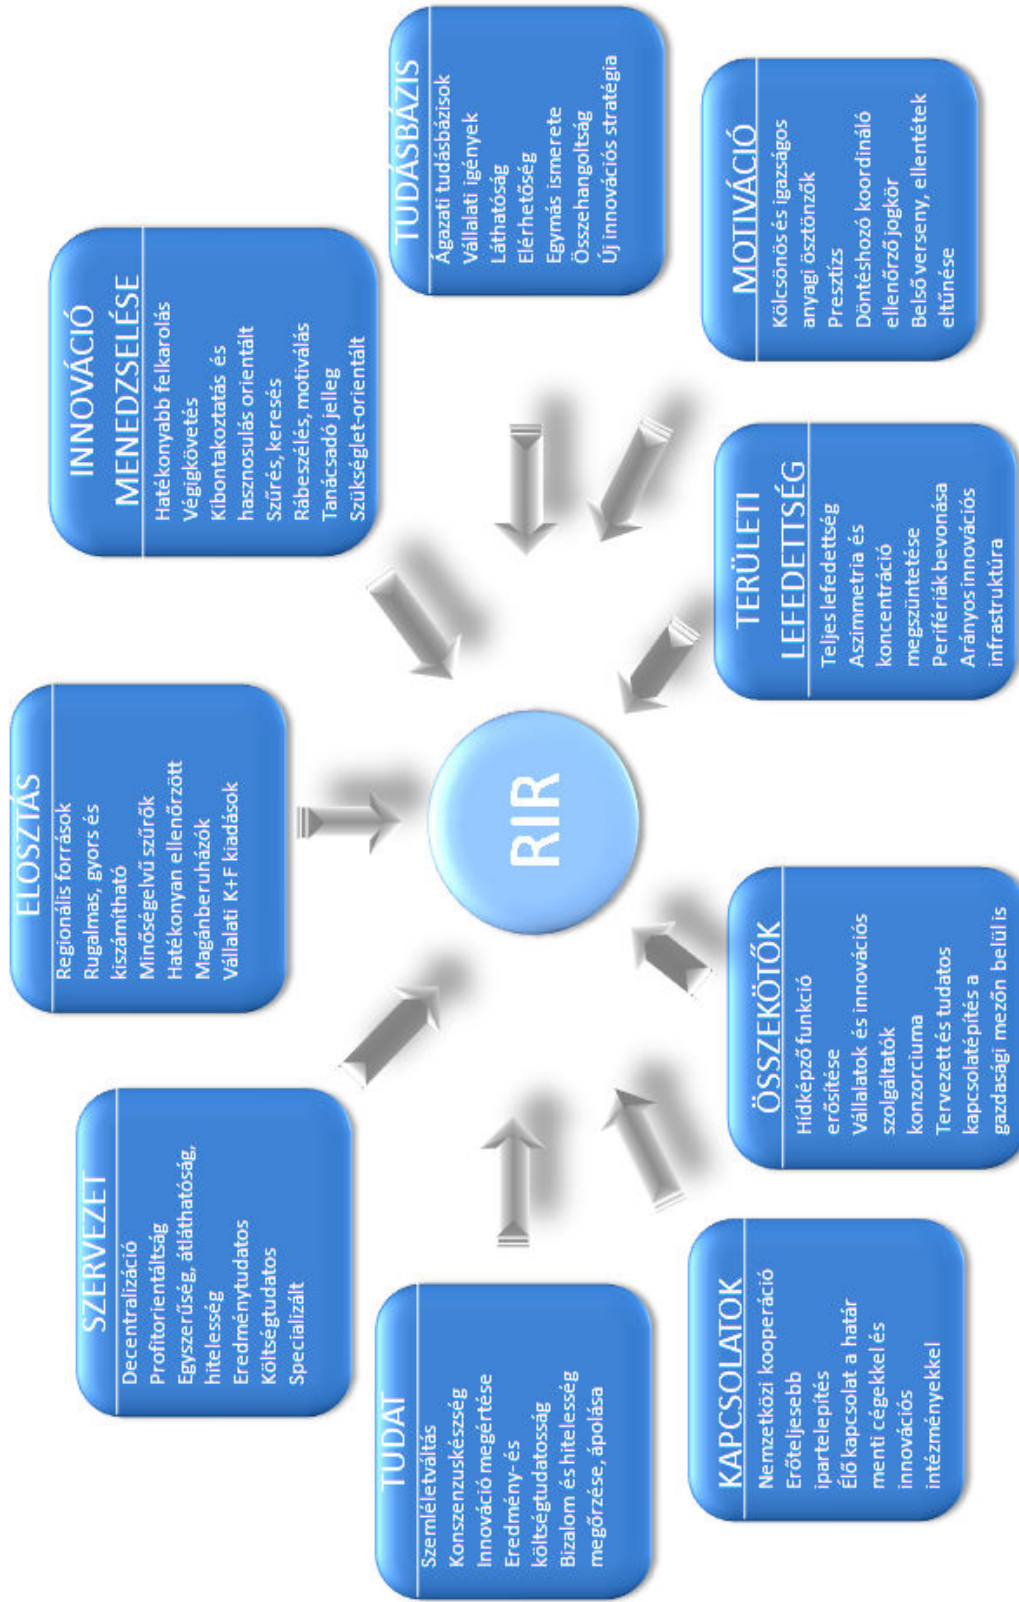 SZERVEZET
Decentralizáció
Profitorientáltság
Egyszerűség, átláthatóság,
hitelesség
Eredménytudatos
Költségtudatos
Specializált
ELOSZTÁS
Regionális források
Rugalmas, gyors és
kiszámítható
Minőségelvű szűrők
Hatékonyan ellenőrzött
Magánberuházók
Vállalati K+F kiadások
INNOVÁCIÓ
MENEDZSELÉSE
Hatékonyabb felkarolás
Végigkövetés
Kibontakoztatás és
hasznosulás orientált
Szűrés, keresés
Rábeszélés, motiválás
Tanácsadó jelleg
Szükséglet-orientált
TUDAT
Szemléletváltás
Konszenzuskészség
Innováció megértése
Eredmény- és
költségtudatosság
Bizalom és hitelesség
megőrzése, ápolása
RIR
TUDÁSBÁZIS
Ágazati tudásbázisok
Vállalati igények
Láthatóság
Elérhetőség
Egymás ismerete
Összehangoltság
Új innovációs stratégia
KAPCSOLATOK
Nemzetközi kooperáció
Erőteljesebb
ipartelepítés
Élő kapcsolat a határ
menti cégekkel és
innovációs
intézményekkel
ÖSSZEKÖTŐK
Hídképző funkció
erősítése
Vállalatok és innovációs
szolgáltatók
konzorciuma
Tervezett és tudatos
kapcsolatépítés a
gazdasági mezőn belül is
TERÜLETI
LEFEDETTSÉG
Teljes lefedettség
Aszimmetria és
koncentráció
megszüntetése
Perifériák bevonása
Arányos innovációs
infrastruktúra
MOTIVÁCIÓ
Kölcsönös és igazságos
anyagi ösztönzők
Presztízs
Döntéshozó koordináló
ellenőrző jogkör
Belső verseny, ellentétek
eltűnése